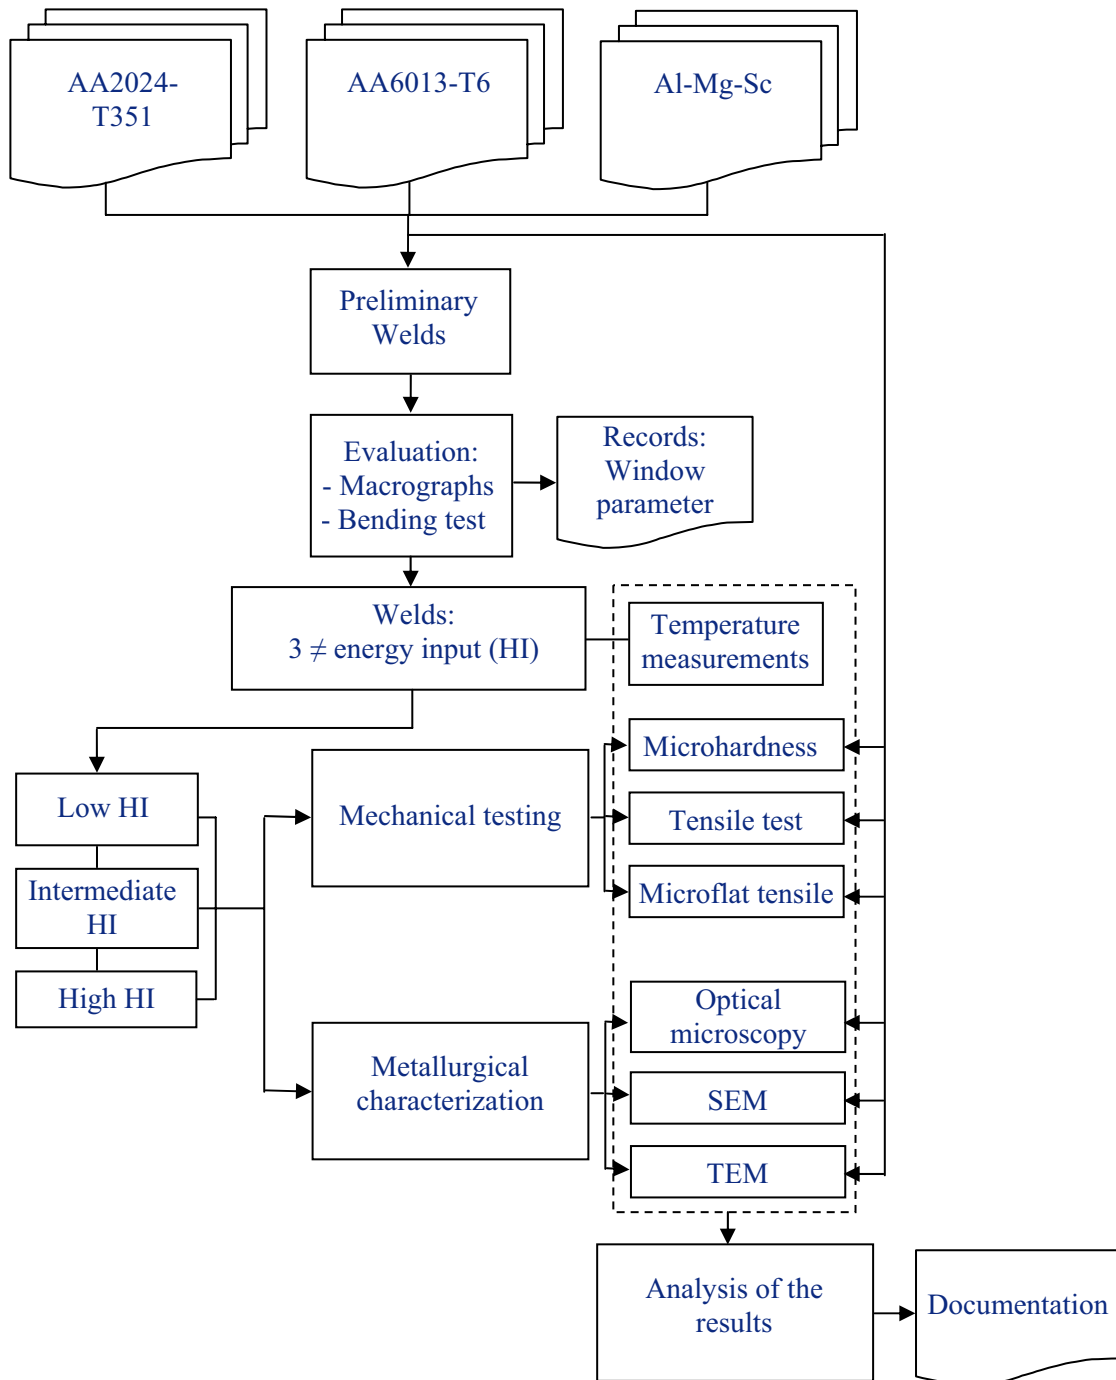 AA2024-
T351
AA6013-T6
Al-Mg-Sc
Preliminary
Welds
Evaluation:
- Macrographs
- Bending test
Records:
Window
parameter
Welds:
3 ≠ energy input (HI)
Temperature
measurements
Low HI
Intermediate
HI
High HI
Mechanical testing
Microhardness
Tensile test
Microflat tensile
Metallurgical
characterization
Optical
microscopy
SEM
TEM
Analysis of the
results
Documentation